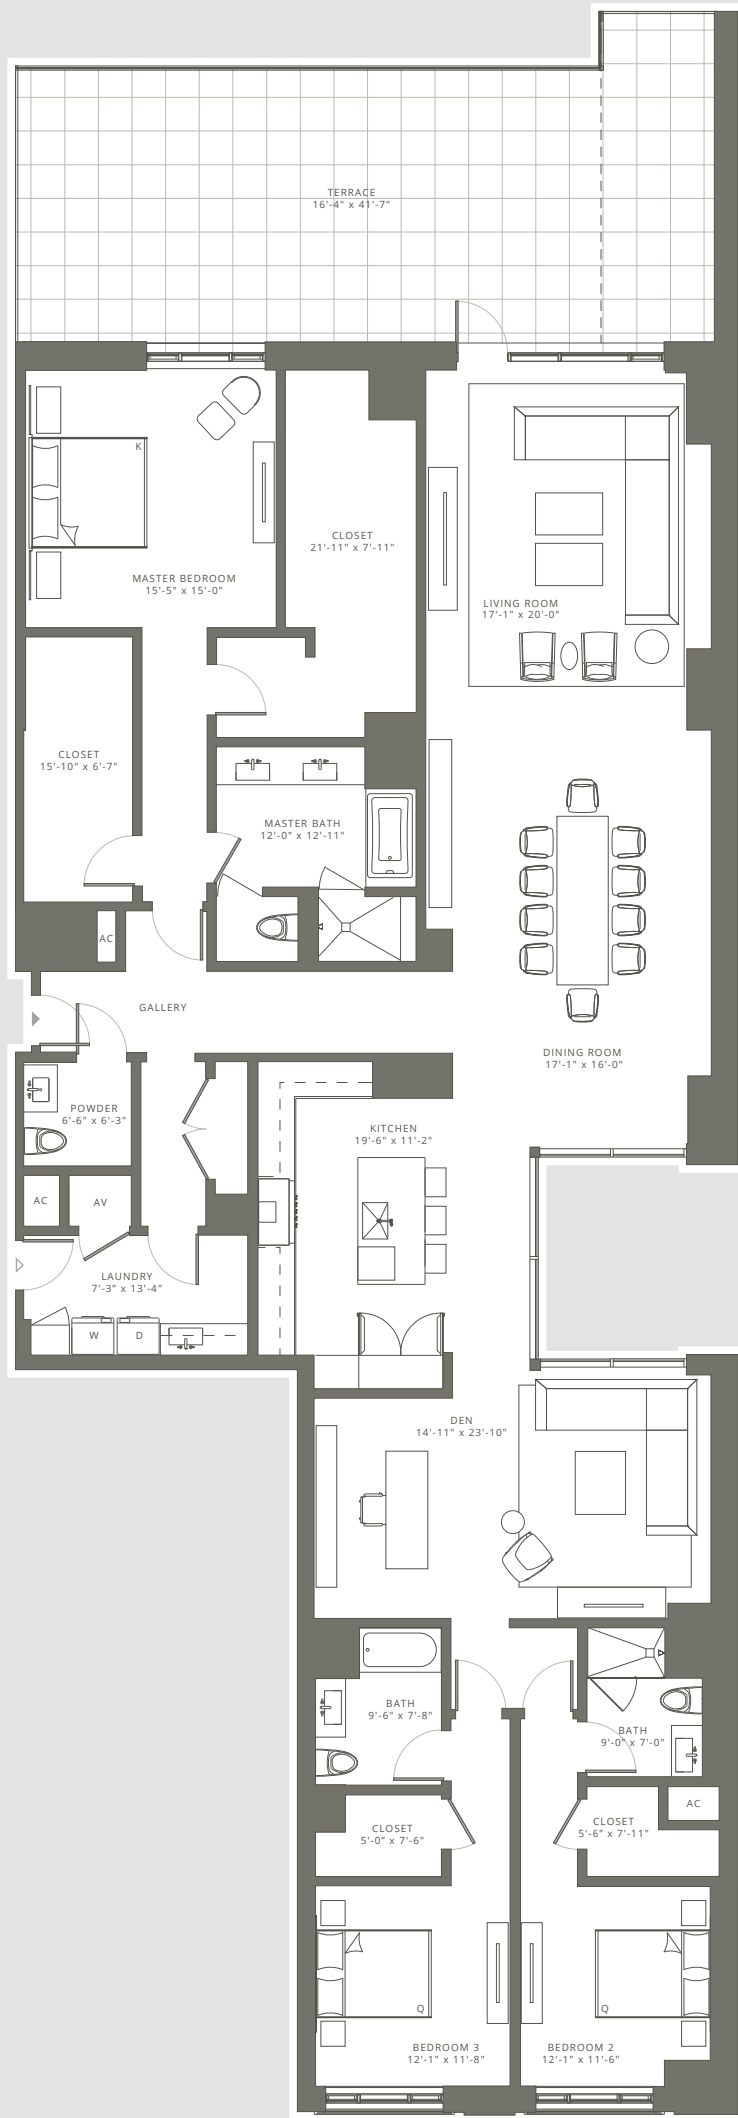 TERRACE
16'-4" x 41'-7"
K
MASTER BEDROOM
15'-5" x 15'-0"
CLOSET
21'-11" x 7'-11"
LIVING ROOM
17'-1" x 20'-0"
CLOSET
15'-10" x 6'-7"
MASTER BATH
12'-0" x 12'-11"
AC
GALLERY
DINING ROOM
17'-1" x 16'-0"
POWDER
6'-6" x 6'-3"
KITCHEN
19'-6" x 11'-2"
AC
AV
LAUNDRY
7'-3" x 13'-4"
W
D
DEN
14'-11" x 23'-10"
BATH
9'-6" x 7'-8"
BATH
9'-0" x 7'-0"
AC
CLOSET
5'-0" x 7'-6"
CLOSET
5'-6" x 7'-11"
Q
Q
BEDROOM 3
12'-1" x 11'-8"
BEDROOM 2
12'-1" x 11'-6"